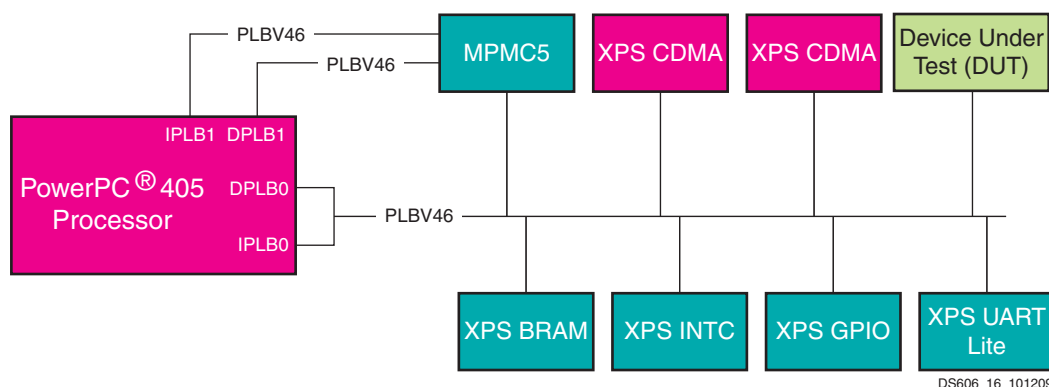 PLBV46
PLBV46
MPMC5
XPS CDMA
XPS CDMA
Device Under
Test (DUT)
IPLB1 DPLB1
PowerPC® 405
Processor
DPLB0
IPLB0
PLBV46
XPS BRAM
XPS INTC
XPS GPIO
XPS UART
Lite
DS606_16_101209